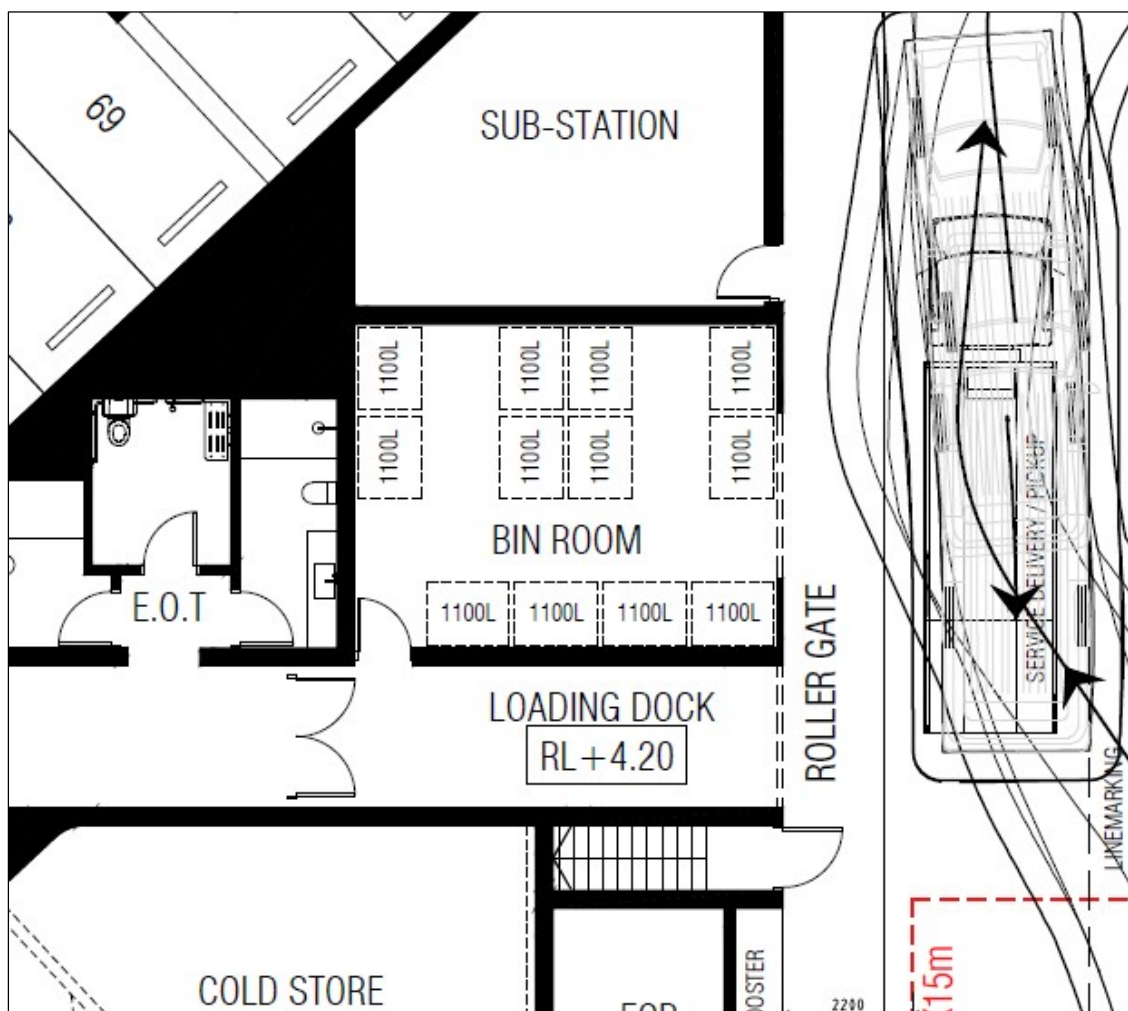 69
SUB-STATION
1100L
1100L
1100L
1100L
1100L
1100L
1100L
1100L
SERVICE DELIVERY / PICKUP
BIN ROOM
1100L
1100L
1100L
1100L
E.O.T
ROLLER GATE
LOADING DOCK
RL+4.20
LINEMARKING
COLD STORE
15m
2200